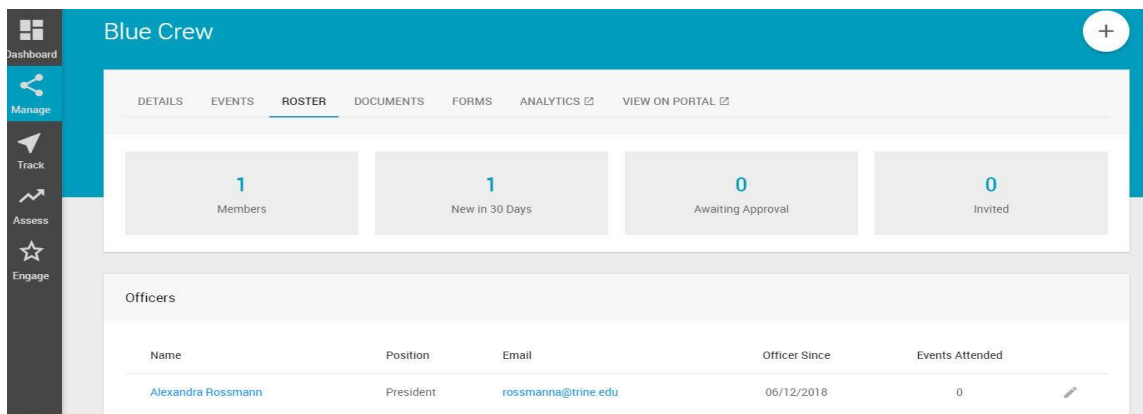 Blue Crew
Dashboard
Manage
Track
Assess
Engage
DETAILS EVENTS ROSTER DOCUMENTS FORMS ANALYTICS VIEW ON PORTAL
1 1 0 0
Members New in 30 Days Awaiting Approval Invited
Officers
Name Position Email Officer Since Events Attended
Alexandra Rossmann President rossmanna@trine.edu 06/12/2018 0